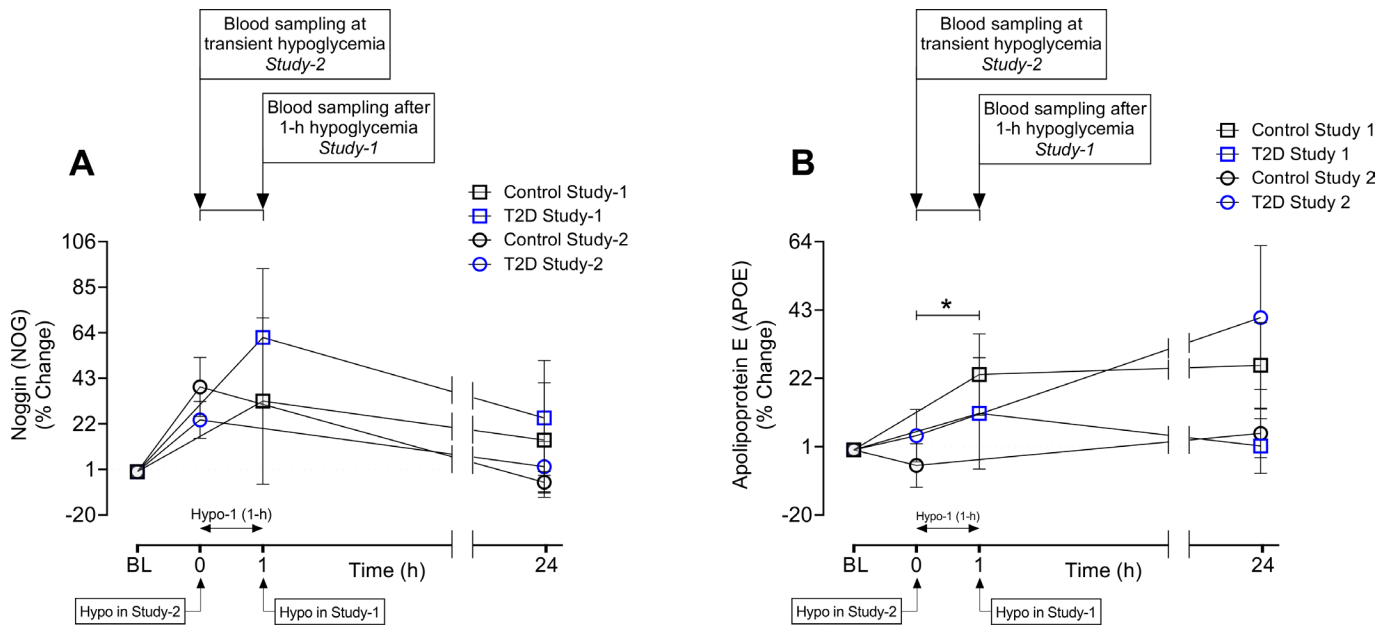 Blood sampling at
transient hypoglycemia
Study-2
Blood sampling after
1-h hypoglycemia
Study-1
A
Control Study-1
T2D Study-1
Control Study-2
T2D Study-2
Noggin (NOG)
(% Change)
106
85
64
43
22
1
-20
Hypo-1 (1-h)
BL
0
1
Time (h)
24
Hypo in Study-2
Hypo in Study-1
Blood sampling at
transient hypoglycemia
Study-2
Blood sampling after
1-h hypoglycemia
Study-1
B
Control Study 1
T2D Study 1
Control Study 2
T2D Study 2
Apolipoprotein E (APOE)
(% Change)
64
43
22
1
-20
*
Hypo-1 (1-h)
BL
0
1
Time (h)
24
Hypo in Study-2
Hypo in Study-1